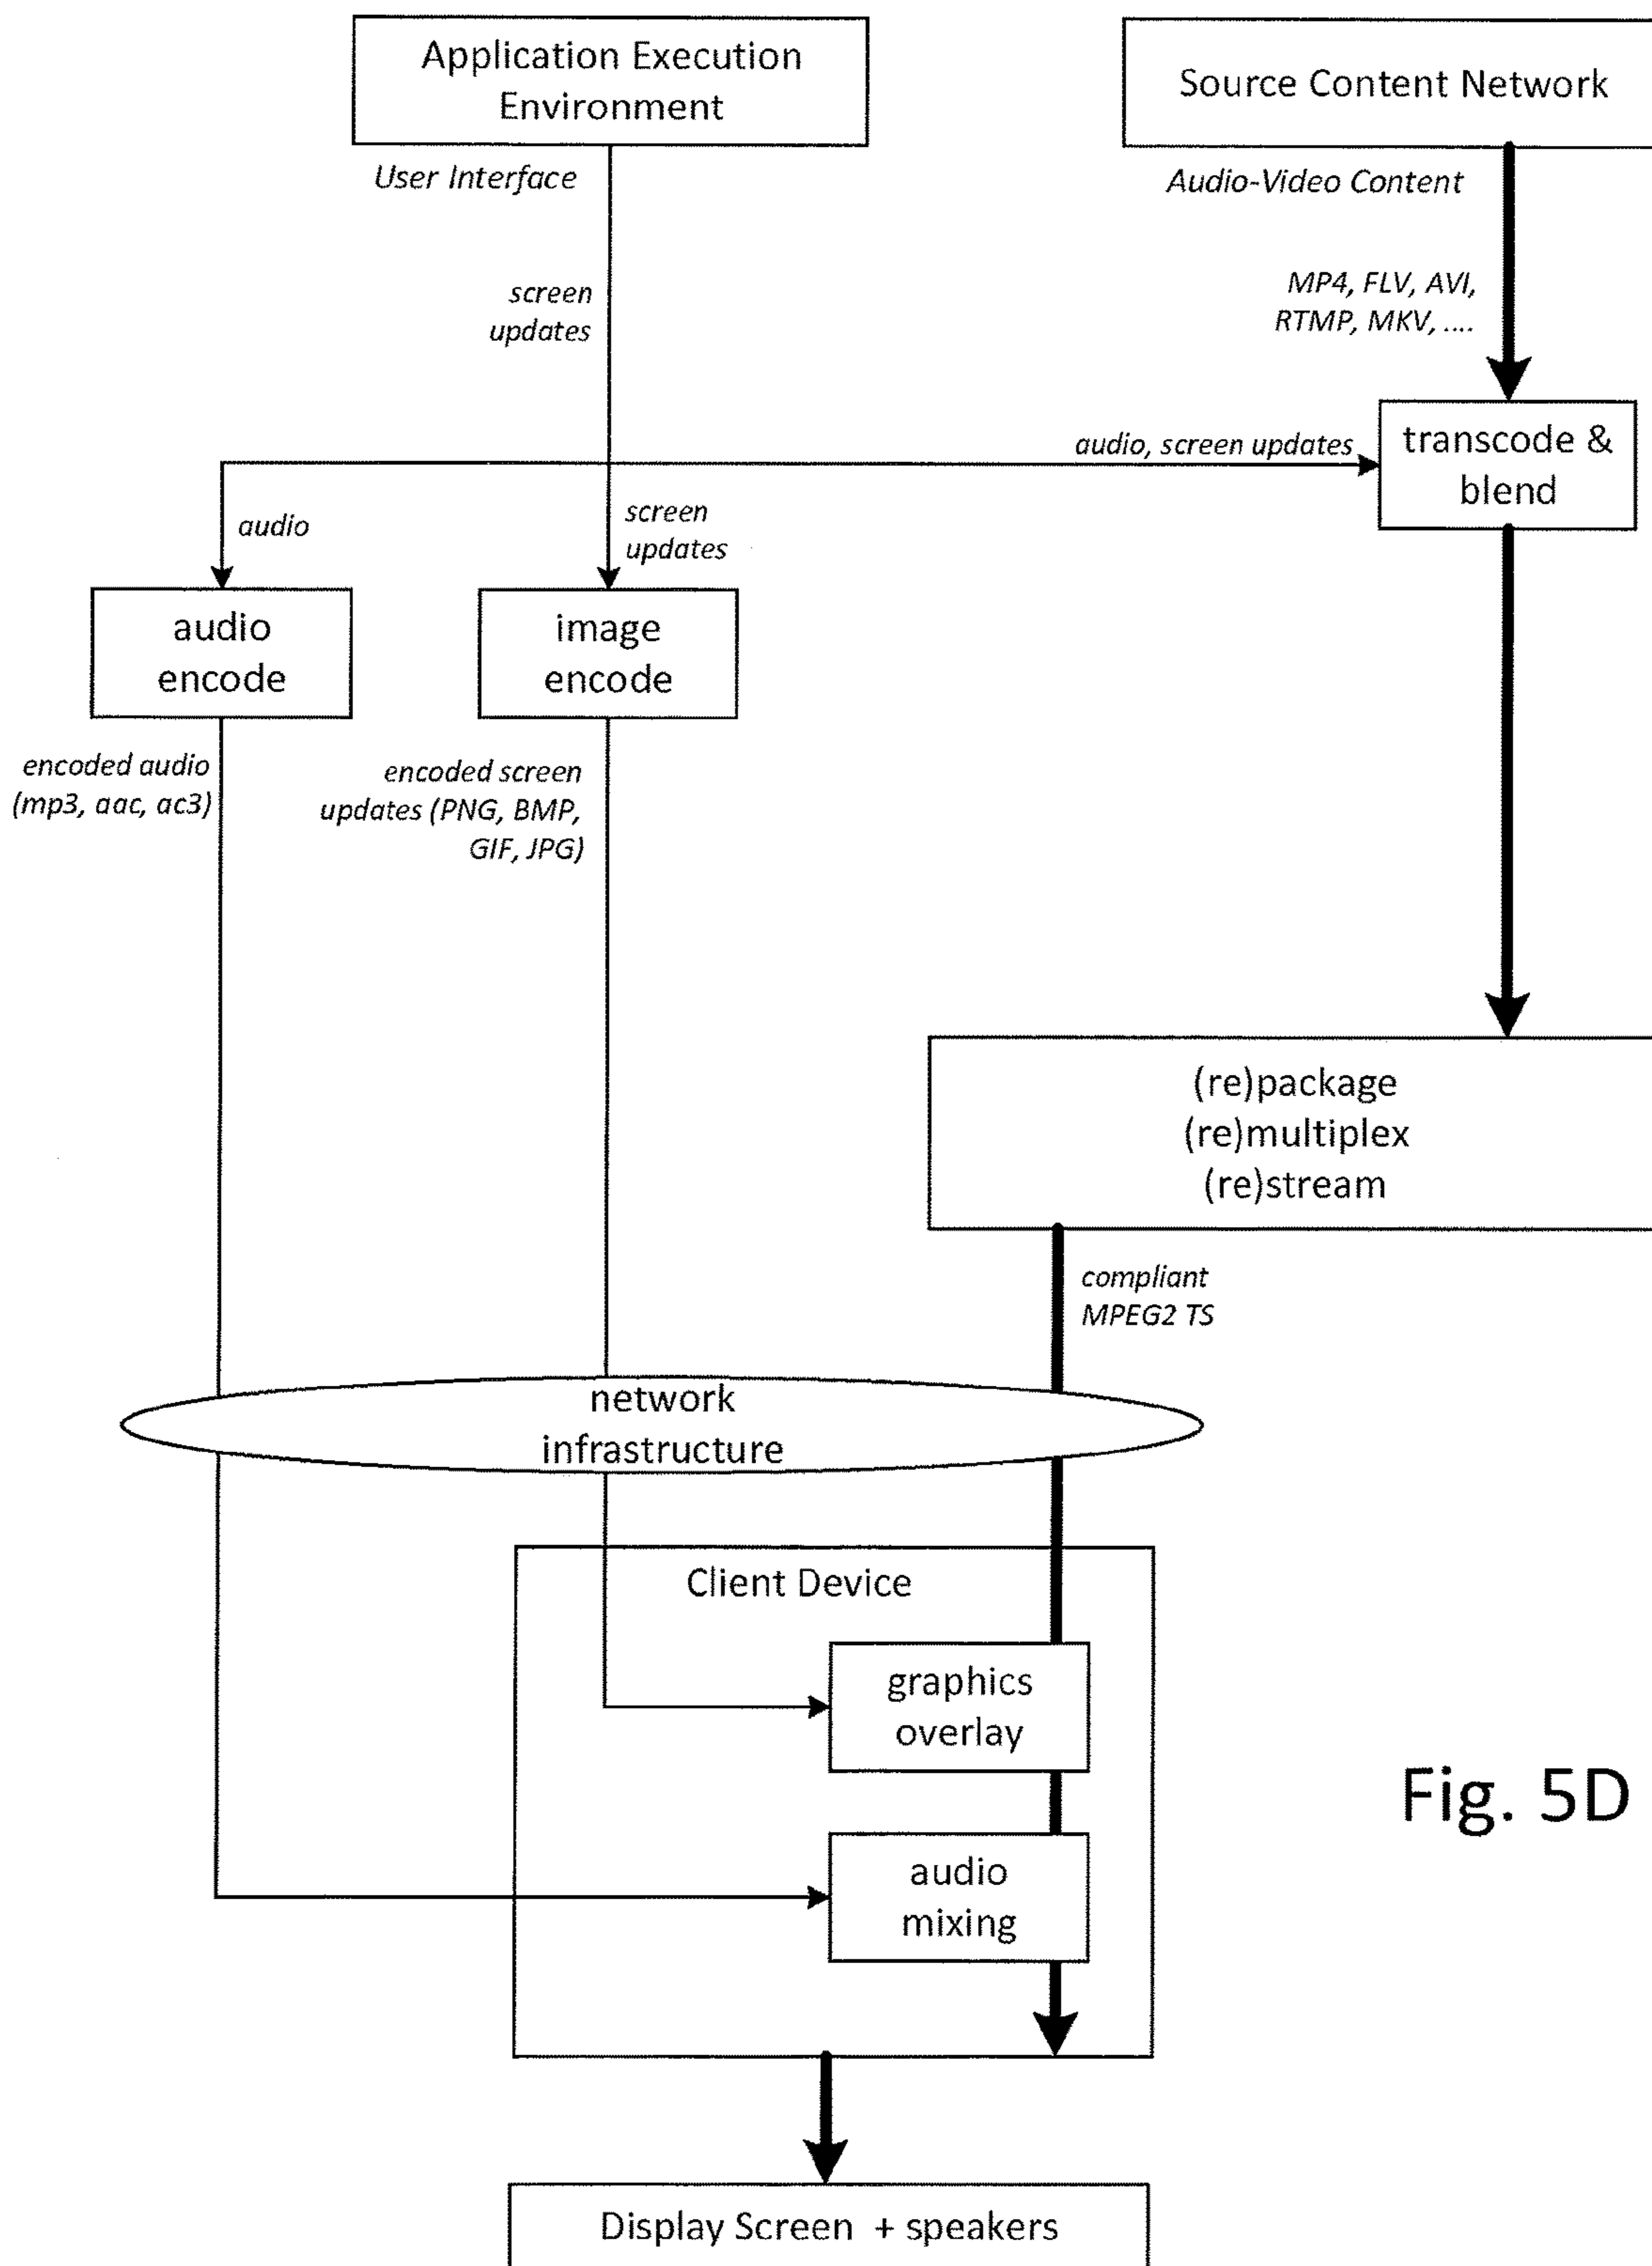 Application Execution
Environment
Source Content Network
User Interface
Audio-Video Content
screen
updates
MP4, FLV, AVI,
RTMP, MKV, ....
audio, screen updates
transcode &
blend
audio
screen
updates
audio
encode
image
encode
encoded audio
(mp3, aac, ac3)
encoded screen
updates (PNG, BMP,
GIF, JPG)
(re)package
(re)multiplex
(re)stream
compliant
MPEG2 TS
network
infrastructure
Client Device
graphics
overlay
audio
mixing
Fig. 5D
Display Screen + speakers